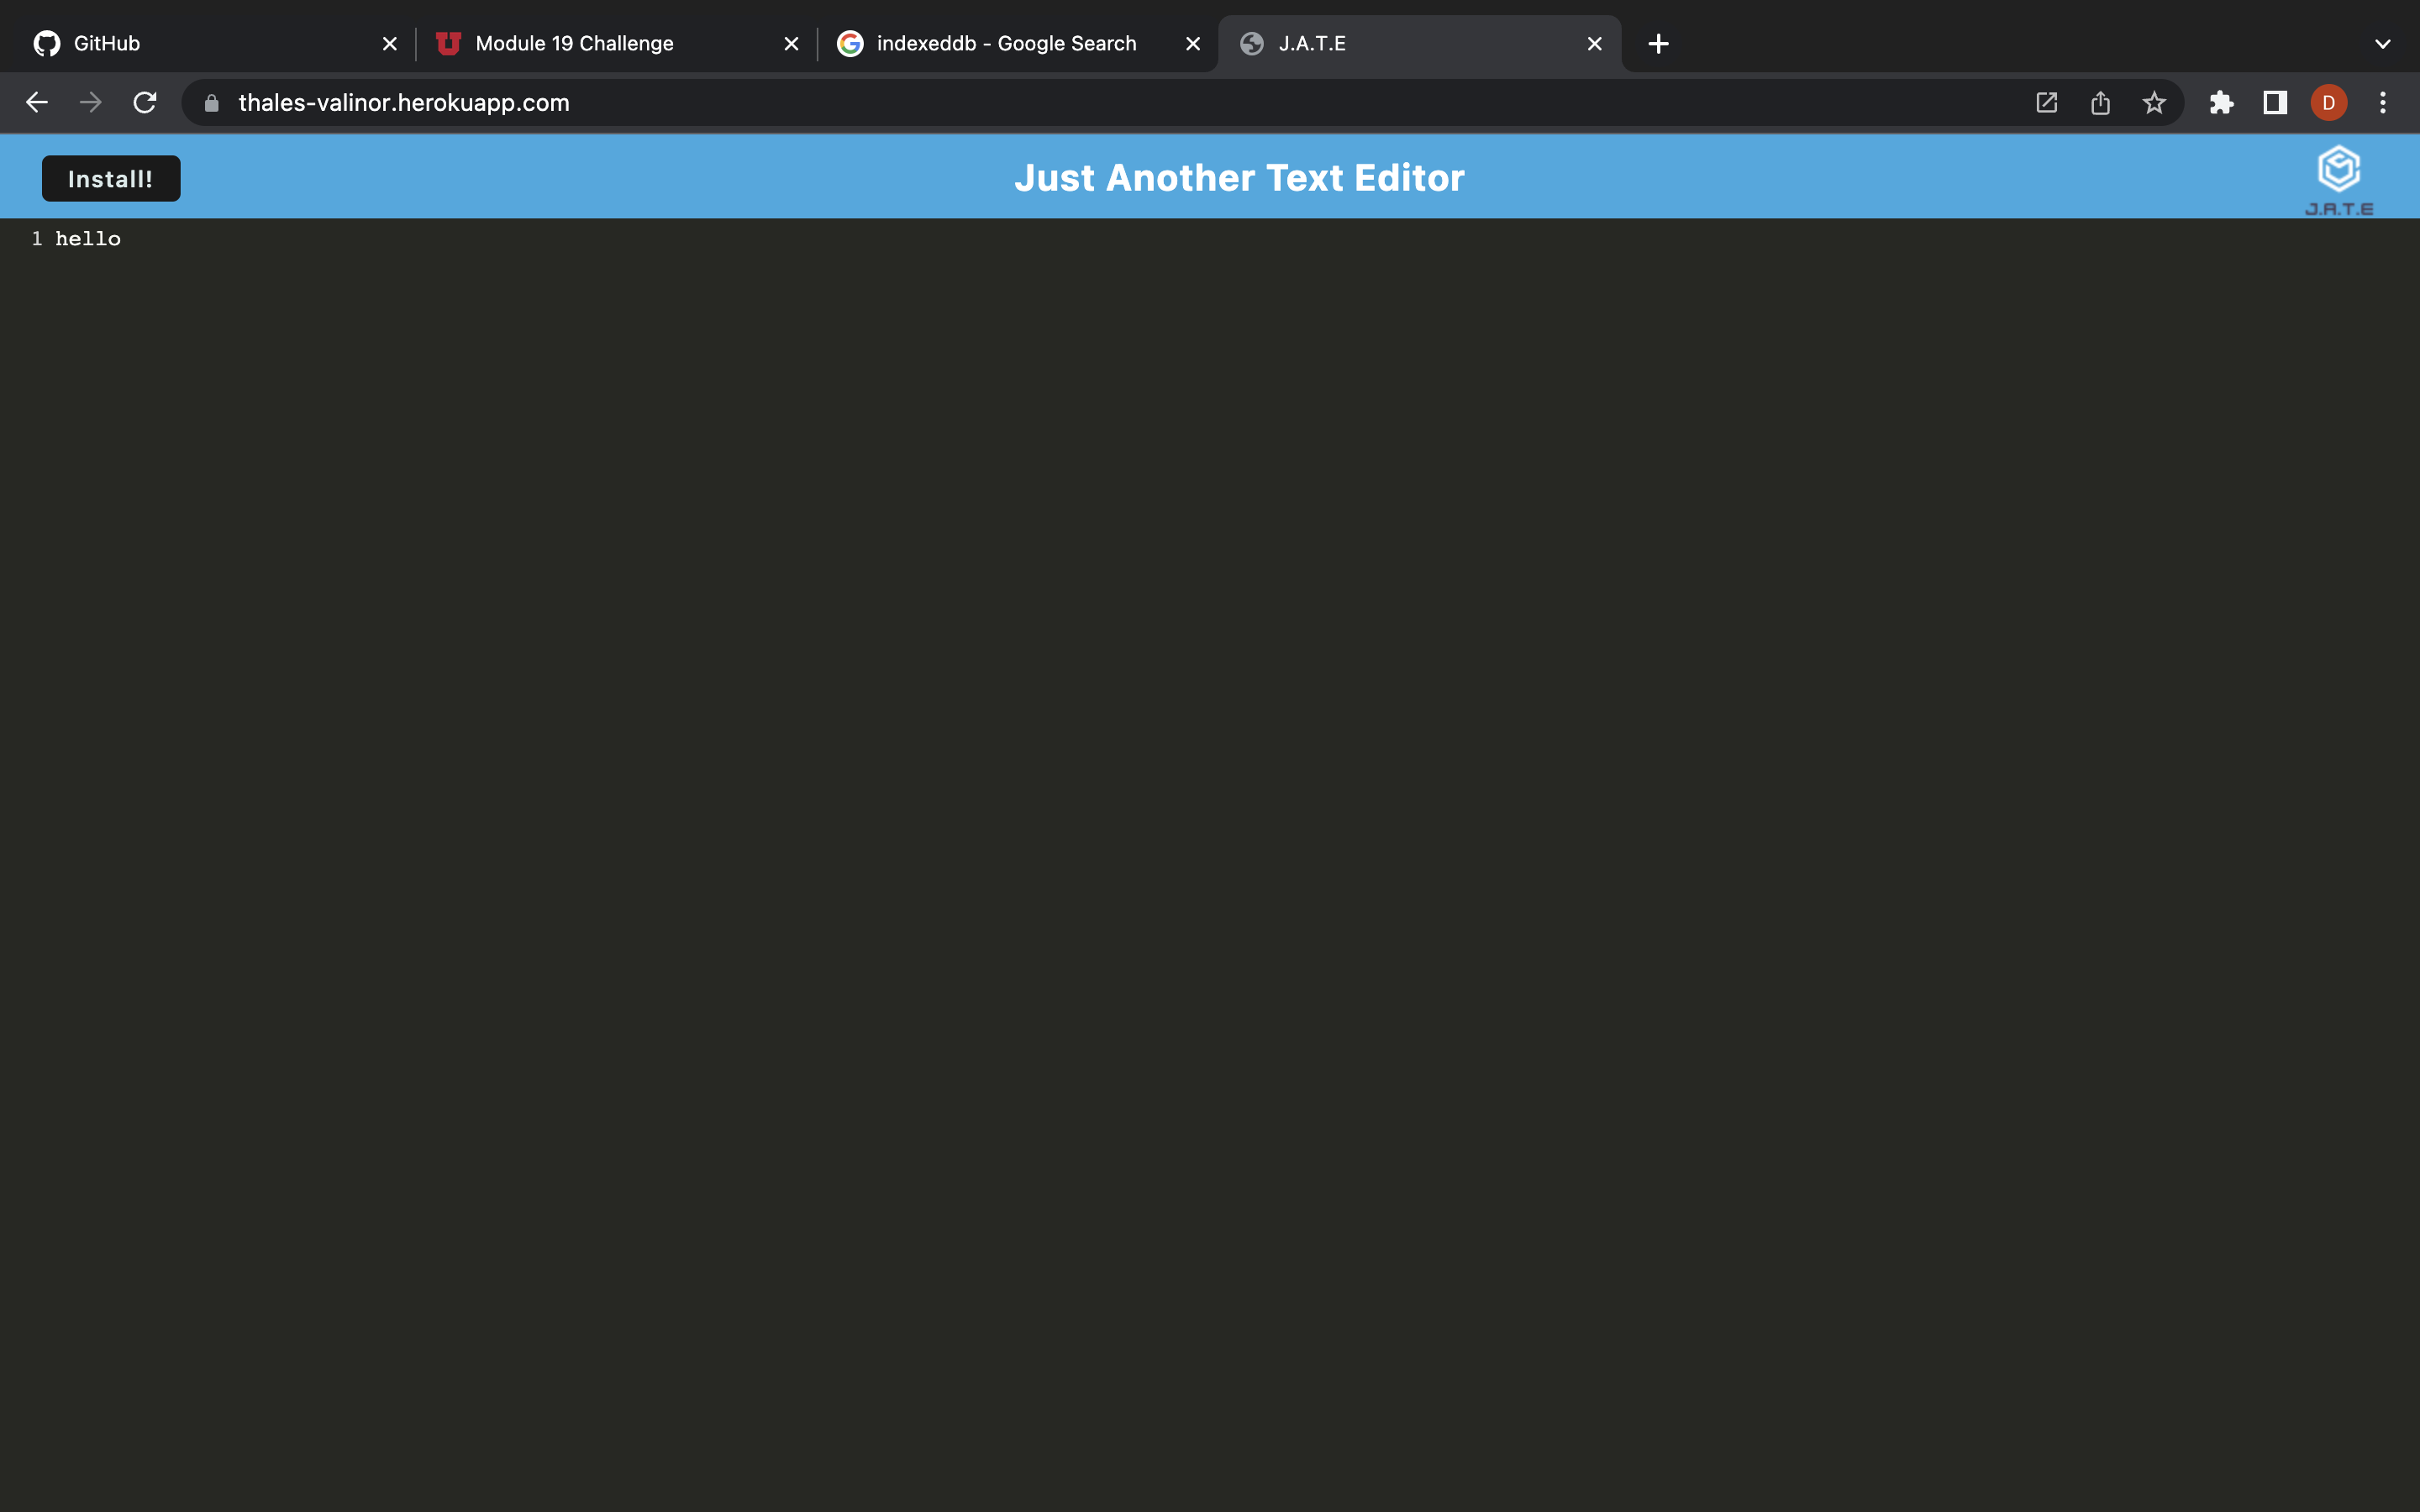 GitHub
Module 19 Challenge
indexeddb - Google Search
J.A.T.E
thales-valinor.herokuapp.com
D
Install!
Just Another Text Editor
J.A.T.E
1 hello